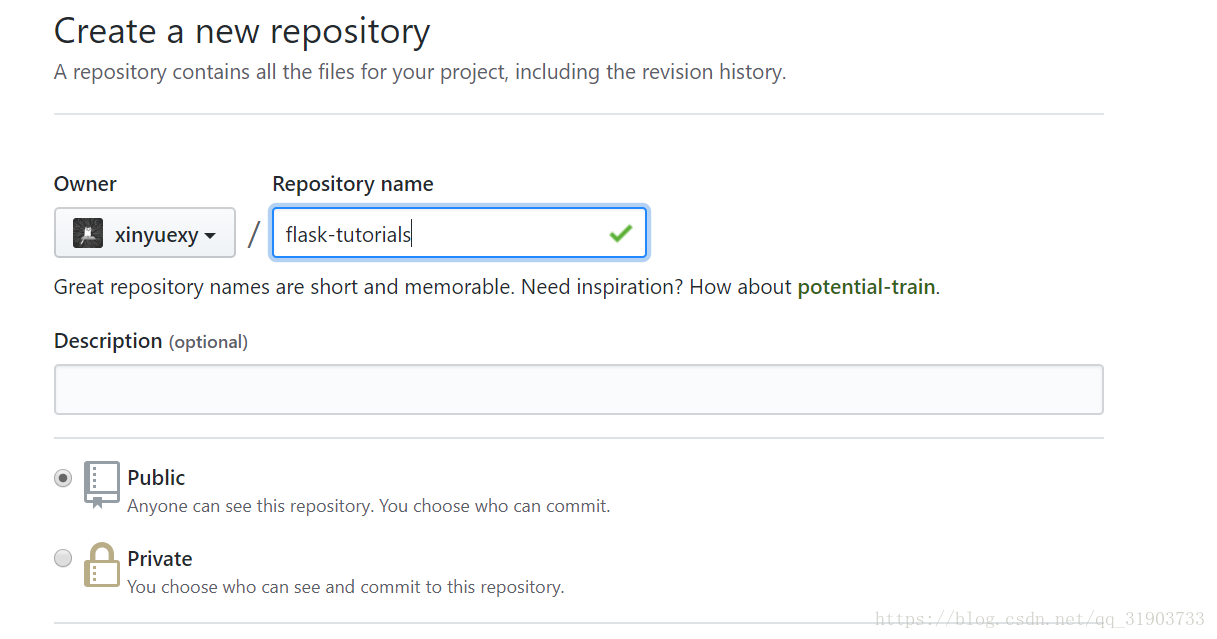 Create a new repository
A repository contains all the files for your project, including the revision history.
Owner
Repository name
xinyuexy
/
flask-tutorials
Great repository names are short and memorable. Need inspiration? How about potential-train.
Description (optional)
Public
Anyone can see this repository. You choose who can commit.
Private
You choose who can see and commit to this repository.
https://blog.csdn.net/qq_31903733